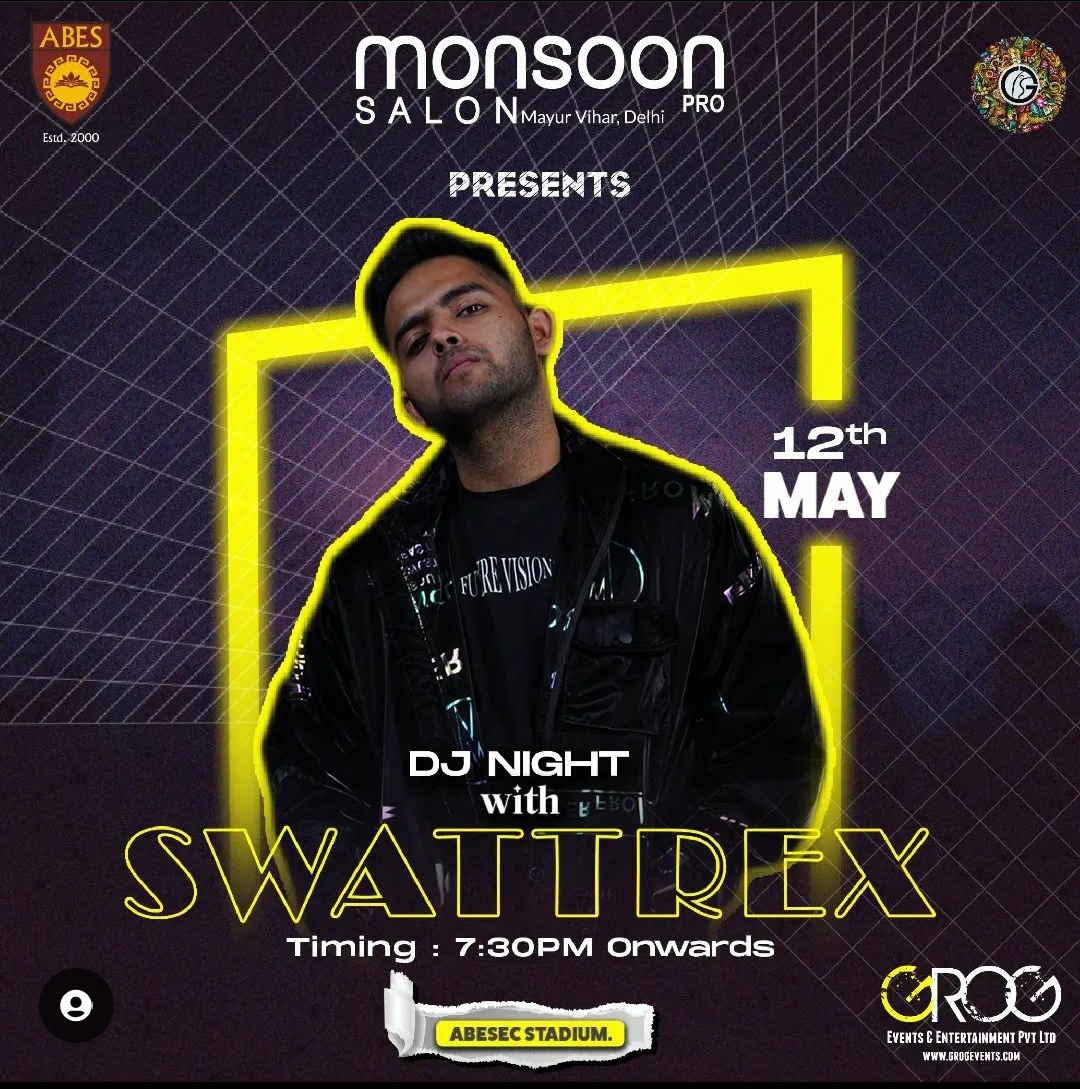 ABES
Estd. 2000
monsoon
SALON PRO
Mayur Vihar, Delhi
PRESENTS
12th
MAY
FUTURE VISION
DJ NIGHT
with
SWATTREX
Timing : 7:30PM Onwards
ABESEC STADIUM.
GROG
EVENTS & ENTERTAINMENT PVT LTD
WWW.GROGEVENTS.COM